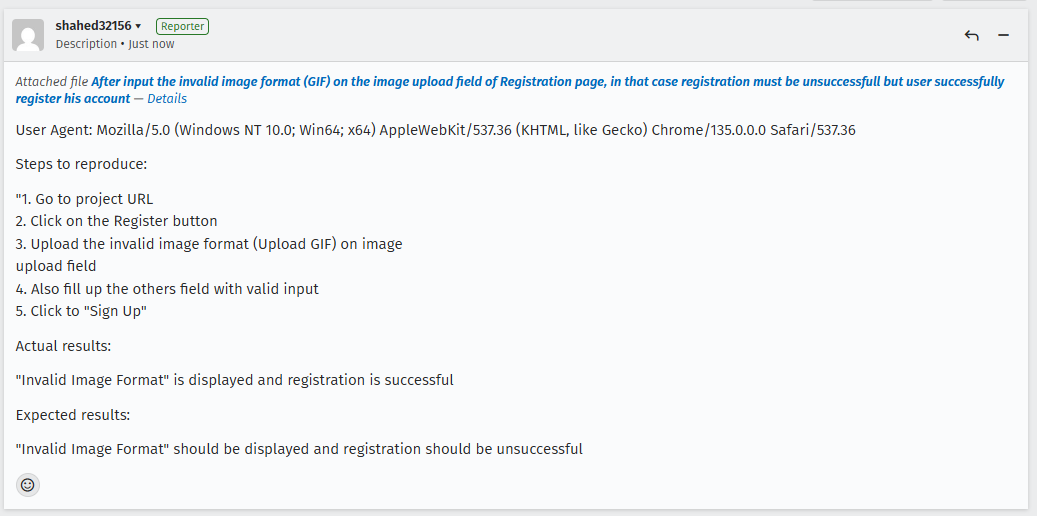 shahed32156 Reporter
Description • Just now
Attached file After input the invalid image format (GIF) on the image upload field of Registration page, in that case registration must be unsuccessfull but user successfully
register his account — Details
User Agent: Mozilla/5.0 (Windows NT 10.0; Win64; x64) AppleWebKit/537.36 (KHTML, like Gecko) Chrome/135.0.0.0 Safari/537.36
Steps to reproduce:
"1. Go to project URL
2. Click on the Register button
3. Upload the invalid image format (Upload GIF) on image
upload field
4. Also fill up the others field with valid input
5. Click to "Sign Up"
Actual results:
"Invalid Image Format" is displayed and registration is successful
Expected results:
"Invalid Image Format" should be displayed and registration should be unsuccessful